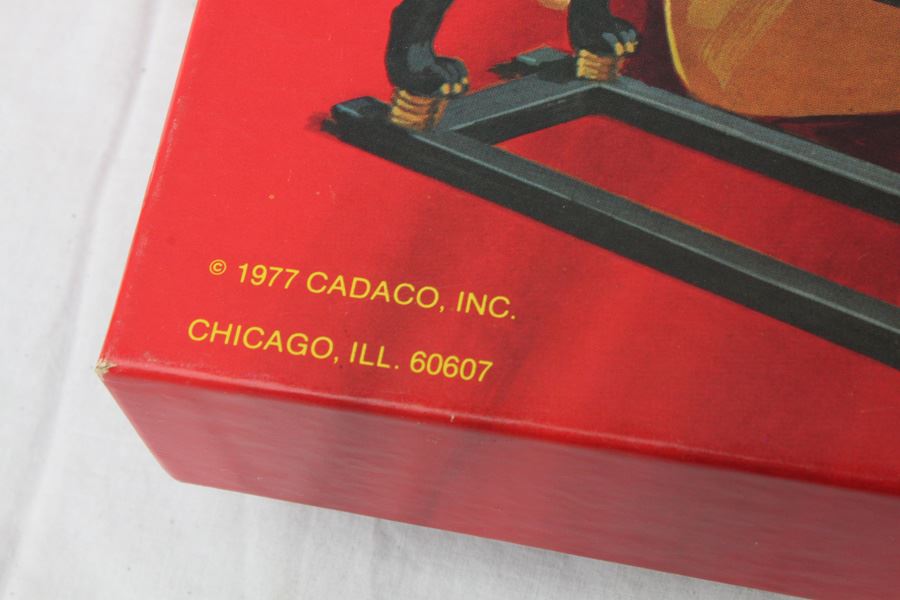 © 1977 CADACO, INC.
CHICAGO, ILL. 60607